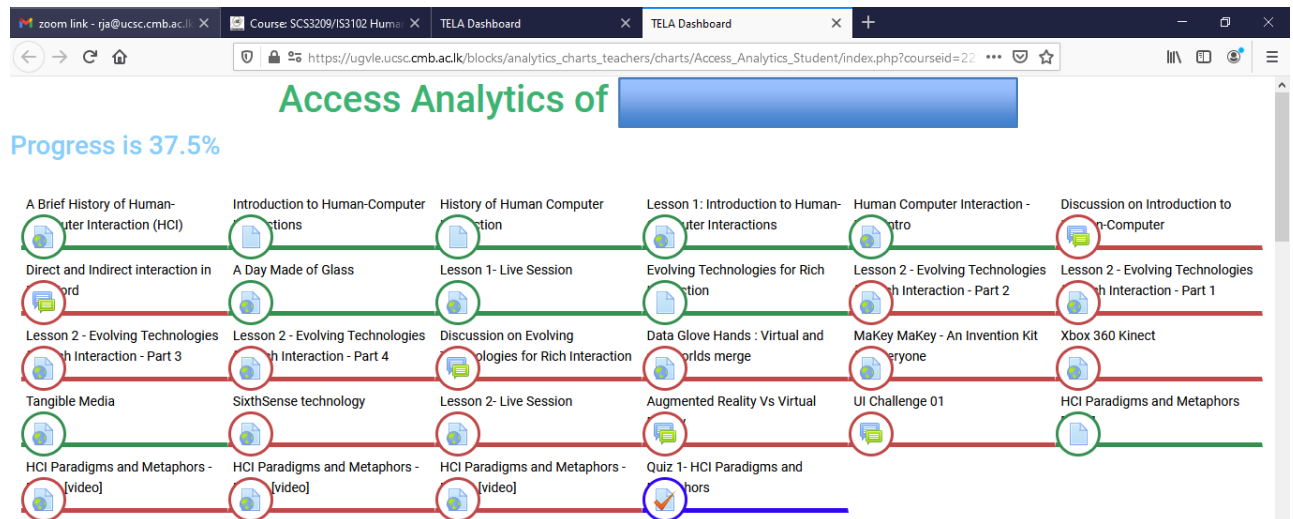 zoom link - rja@ucsc.cmb.ac.l
Course: SCS3209/IS3102 Human
TELA Dashboard
TELA Dashboard
https://ugvle.ucsc.cmb.ac.lk/blocks/analytics_charts_teachers/charts/Access_Analytics_Student/index.php?courseid=22
Access Analytics of
Progress is 37.5%
A Brief History of Human-
uter Interaction (HCI)
Introduction to Human-Computer
ctions
History of Human Computer
ction
Lesson 1: Introduction to Human-
uter Interactions
Human Computer Interaction -
ntro
Discussion on Introduction to
n-Computer
Direct and Indirect interaction in
ord
A Day Made of Glass
Lesson 1- Live Session
Evolving Technologies for Rich
ction
Lesson 2 - Evolving Technologies
h Interaction - Part 2
Lesson 2 - Evolving Technologies
h Interaction - Part 1
Lesson 2 - Evolving Technologies
h Interaction - Part 3
Lesson 2 - Evolving Technologies
h Interaction - Part 4
Discussion on Evolving
ologies for Rich Interaction
Data Glove Hands : Virtual and
orlds merge
MaKey MaKey - An Invention Kit
eryone
Xbox 360 Kinect
Tangible Media
SixthSense technology
Lesson 2- Live Session
Augmented Reality Vs Virtual
UI Challenge 01
HCI Paradigms and Metaphors
HCI Paradigms and Metaphors -
[video]
HCI Paradigms and Metaphors -
[video]
HCI Paradigms and Metaphors -
[video]
Quiz 1- HCI Paradigms and
hors